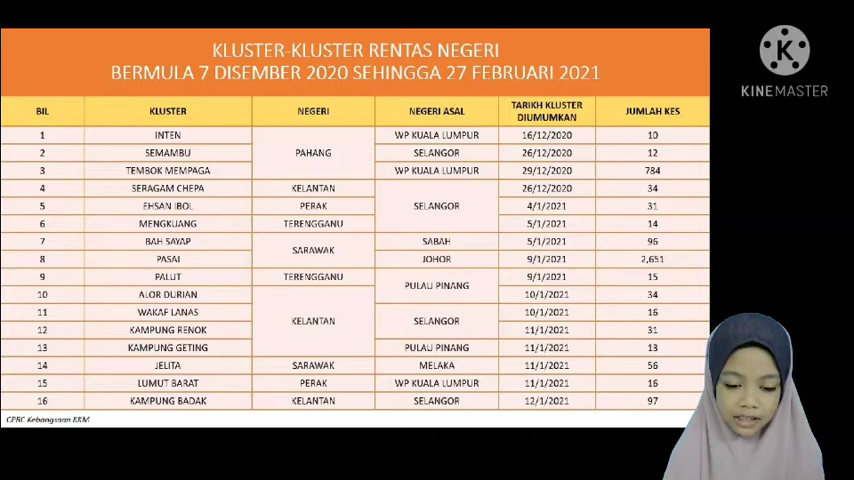 KLUSTER-KLUSTER RENTAS NEGERI
BERMULA 7 DISEMBER 2020 SEHINGGA 27 FEBRUARI 2021
K
KINEMASTER
BIL KLUSTER NEGERI NEGERI ASAL TARIKH KLUSTER DIUMUMKAN JUMLAH KES
1 INTEN PAHANG WP KUALA LUMPUR 16/12/2020 10
2 SEMAMBU SELANGOR 26/12/2020 12
3 TEMBOK MEMPAGA WP KUALA LUMPUR 29/12/2020 784
4 SERAGAM CHEPA KELANTAN SELANGOR 26/12/2020 34
5 EHSAN IBOL PERAK 4/1/2021 31
6 MENGKUANG TERENGGANU 5/1/2021 14
7 BAH SAYAP SARAWAK SABAH 5/1/2021 96
8 PASAI JOHOR 9/1/2021 2,651
9 PALUT TERENGGANU PULAU PINANG 9/1/2021 15
10 ALOR DURIAN KELANTAN 10/1/2021 34
11 WAKAF LANAS SELANGOR 10/1/2021 16
12 KAMPUNG RENOK 11/1/2021 31
13 KAMPUNG GETING PULAU PINANG 11/1/2021 13
14 JELITA SARAWAK MELAKA 11/1/2021 56
15 LUMUT BARAT PERAK WP KUALA LUMPUR 11/1/2021 16
16 KAMPUNG BADAK KELANTAN SELANGOR 12/1/2021 97
CPRC Kebangsaan KKM